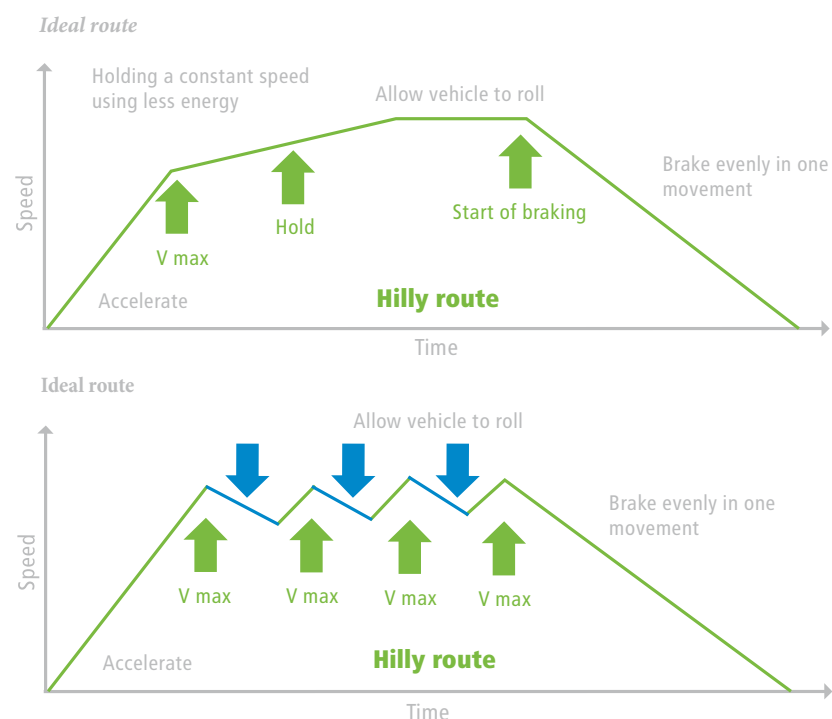 Ideal route
Holding a constant speed
using less energy
Allow vehicle to roll
Brake evenly in one
movement
Speed
V max
Hold
Start of braking
Accelerate
Hilly route
Time
Ideal route
Allow vehicle to roll
Brake evenly in one
movement
Speed
V max
V max
V max
V max
Accelerate
Hilly route
Time